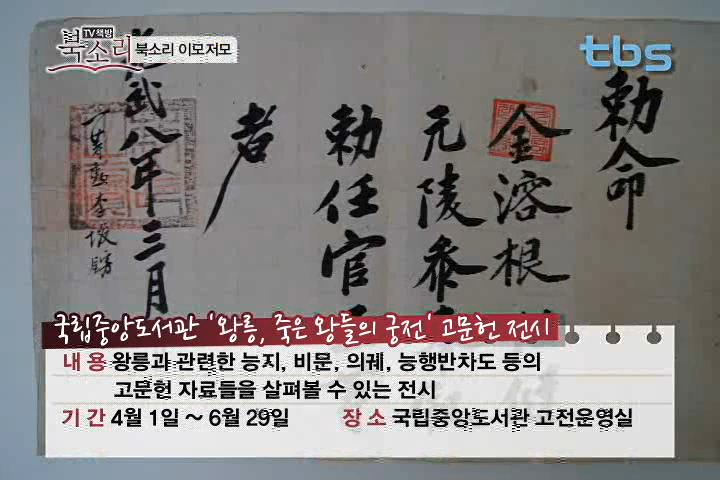 TV책방
북소리
북소리 이모저모
tbs
勅命
金溶根
元陵參
勅任官
者
武八年三月
국립중앙도서관 '왕릉, 죽은 왕들의 궁전' 고문헌 전시
내 용 왕릉과 관련한 능지, 비문, 의궤, 능행반차도 등의
고문헌 자료들을 살펴볼 수 있는 전시
기 간 4월 1일 ~ 6월 29일 장 소 국립중앙도서관 고전운영실